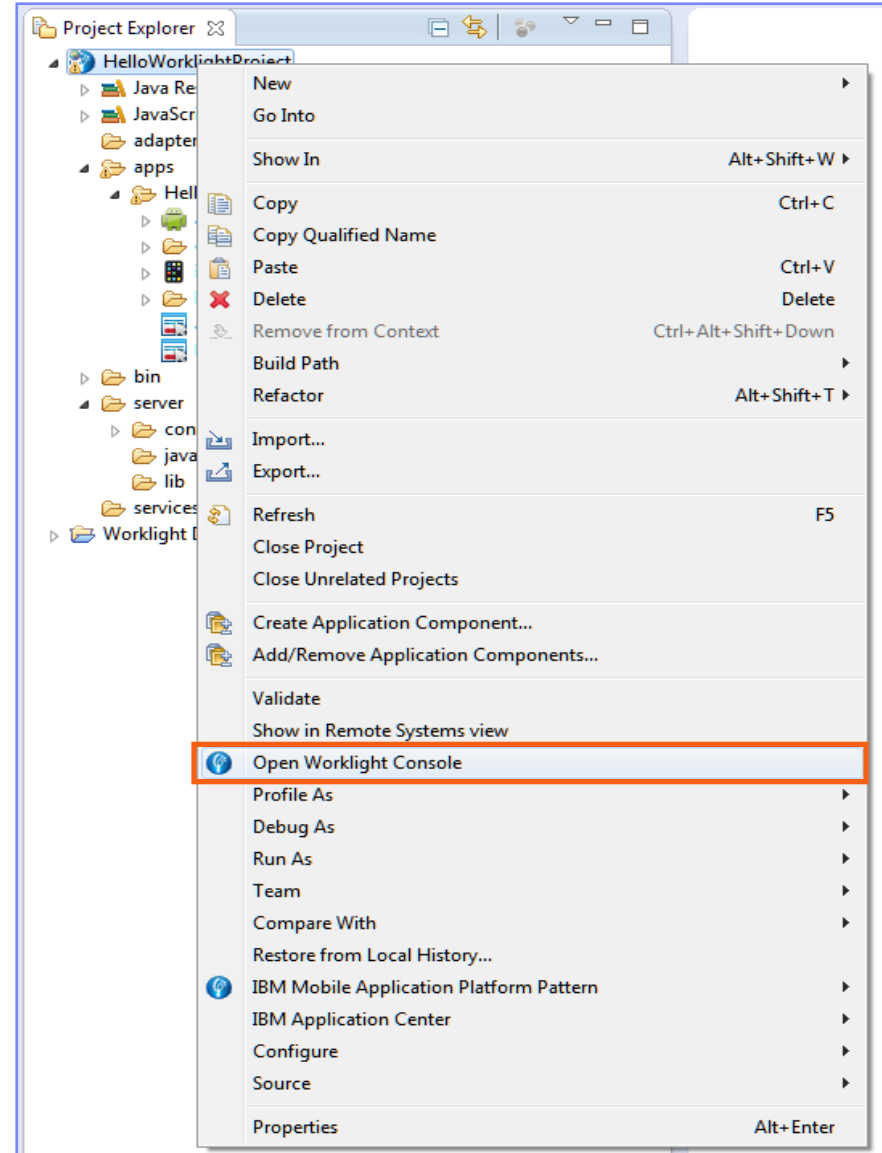 Project Explorer
HelloWorklightProject
Java Re
JavaScr
adapter
apps
Hell
bin
server
con
java
lib
services
Worklight
New
Go Into
Show In Alt+Shift+W
Copy Ctrl+C
Copy Qualified Name
Paste Ctrl+V
Delete Delete
Remove from Context Ctrl+Alt+Shift+Down
Build Path
Refactor Alt+Shift+T
Import...
Export...
Refresh F5
Close Project
Close Unrelated Projects
Create Application Component...
Add/Remove Application Components...
Validate
Show in Remote Systems view
Open Worklight Console
Profile As
Debug As
Run As
Team
Compare With
Restore from Local History...
IBM Mobile Application Platform Pattern
IBM Application Center
Configure
Source
Properties Alt+Enter